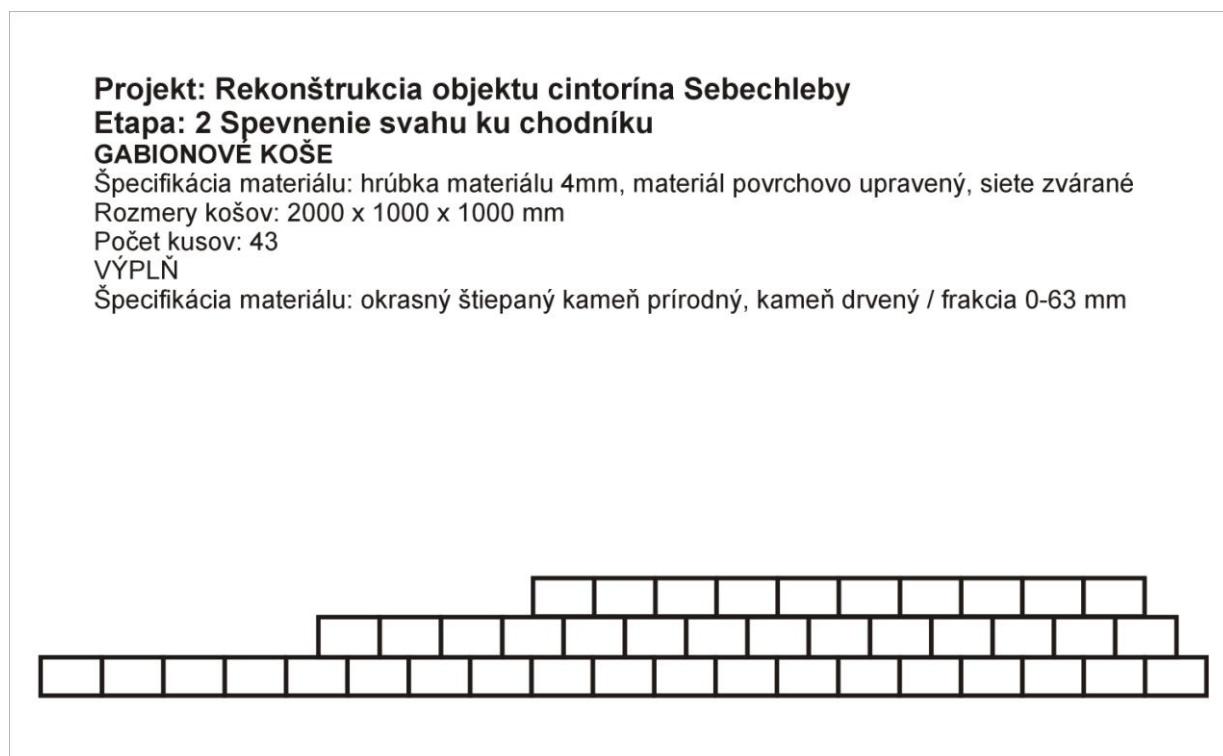 Projekt: Rekonštrukcia objektu cintorína Sebechleby
Etapa: 2 Spevnenie svahu ku chodníku
GABIONOVÉ KOŠE
Špecifikácia materiálu: hrúbka materiálu 4mm, materiál povrchovo upravený, siete zvárané
Rozmery košov: 2000 x 1000 x 1000 mm
Počet kusov: 43
VÝPLŇ
Špecifikácia materiálu: okrasný štiepaný kameň prírodný, kameň drvený / frakcia 0-63 mm